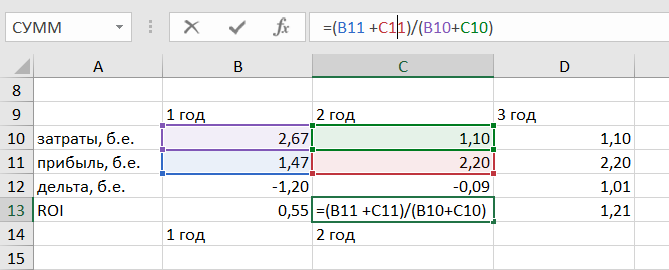 СУММ fx =(B11 +C11)/(B10+C10)
A B C D
8
9 1 год 2 год 3 год
10 затраты, б.е. 2,67 1,10 1,10
11 прибыль, б.е. 1,47 2,20 2,20
12 дельта, б.е. -1,20 -0,09 1,01
13 ROI 0,55 =(B11 +C11)/(B10+C10) 1,21
14 1 год 2 год
15